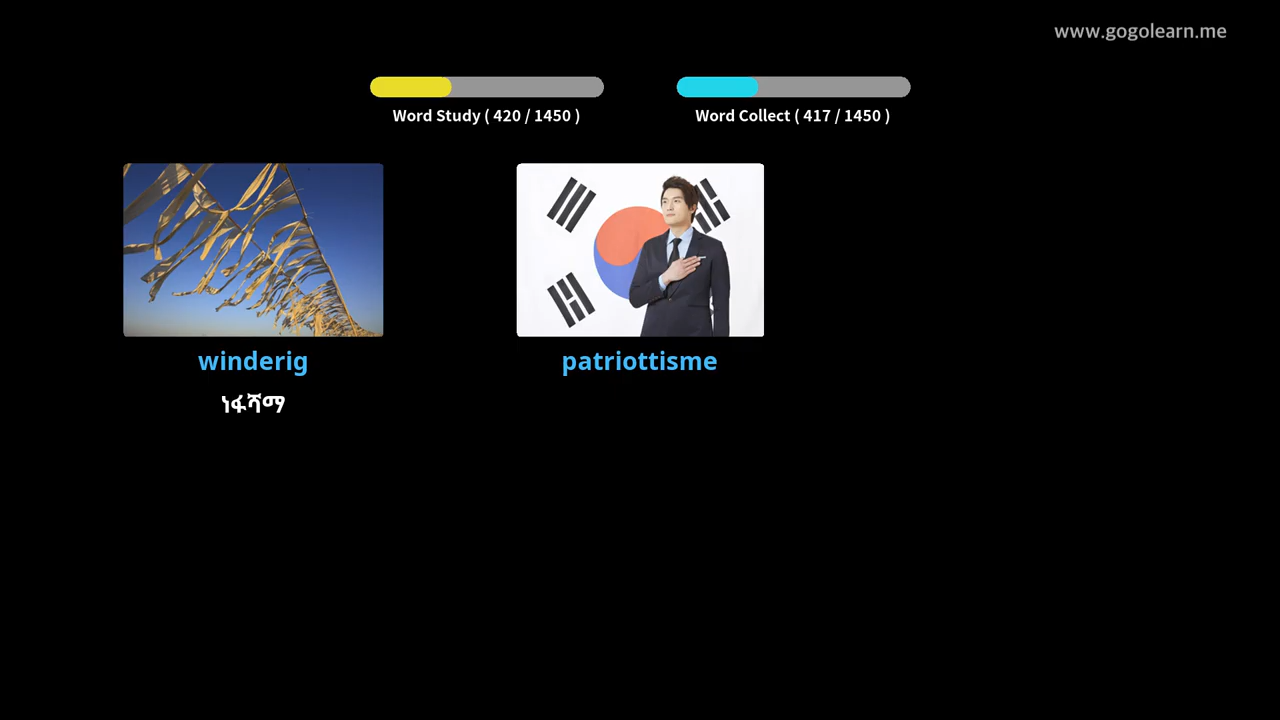 www.gogolearn.me
Word Study ( 420 / 1450 )
Word Collect ( 417 / 1450 )
winderig
patriottisme
ነፋሻማ